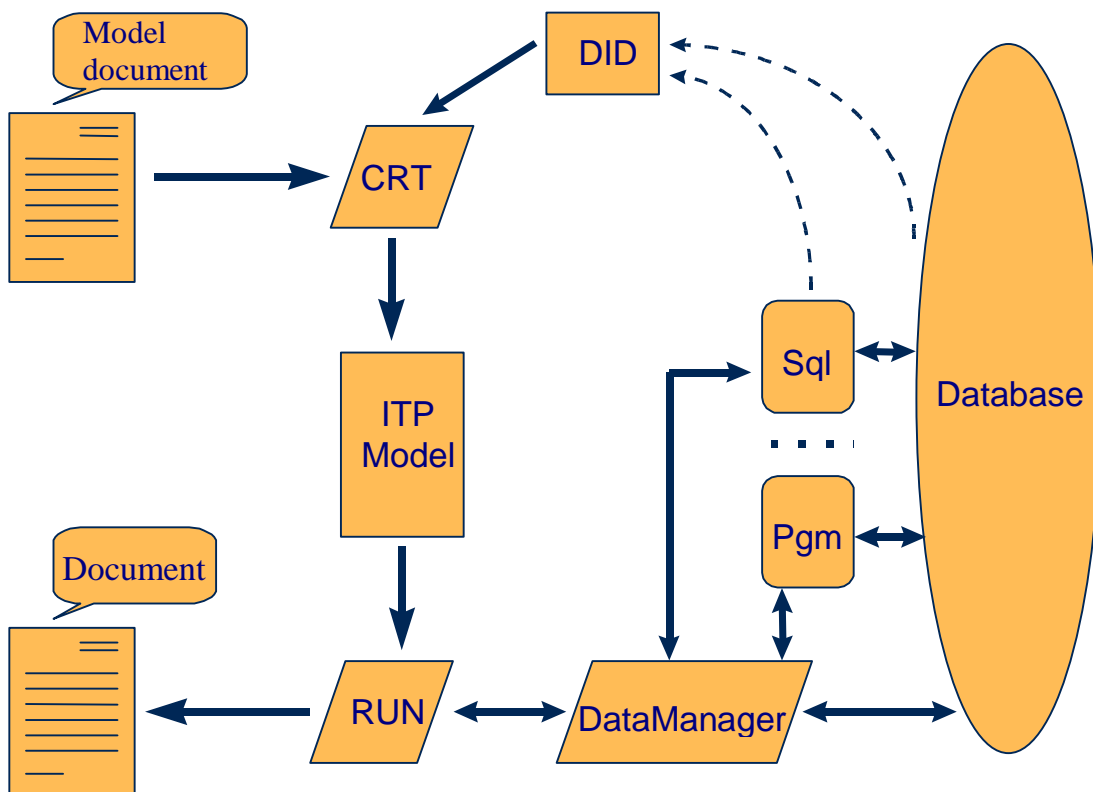 Model
document
DID
CRT
Sql
ITP
Model
Database
Pgm
Document
RUN
DataManager